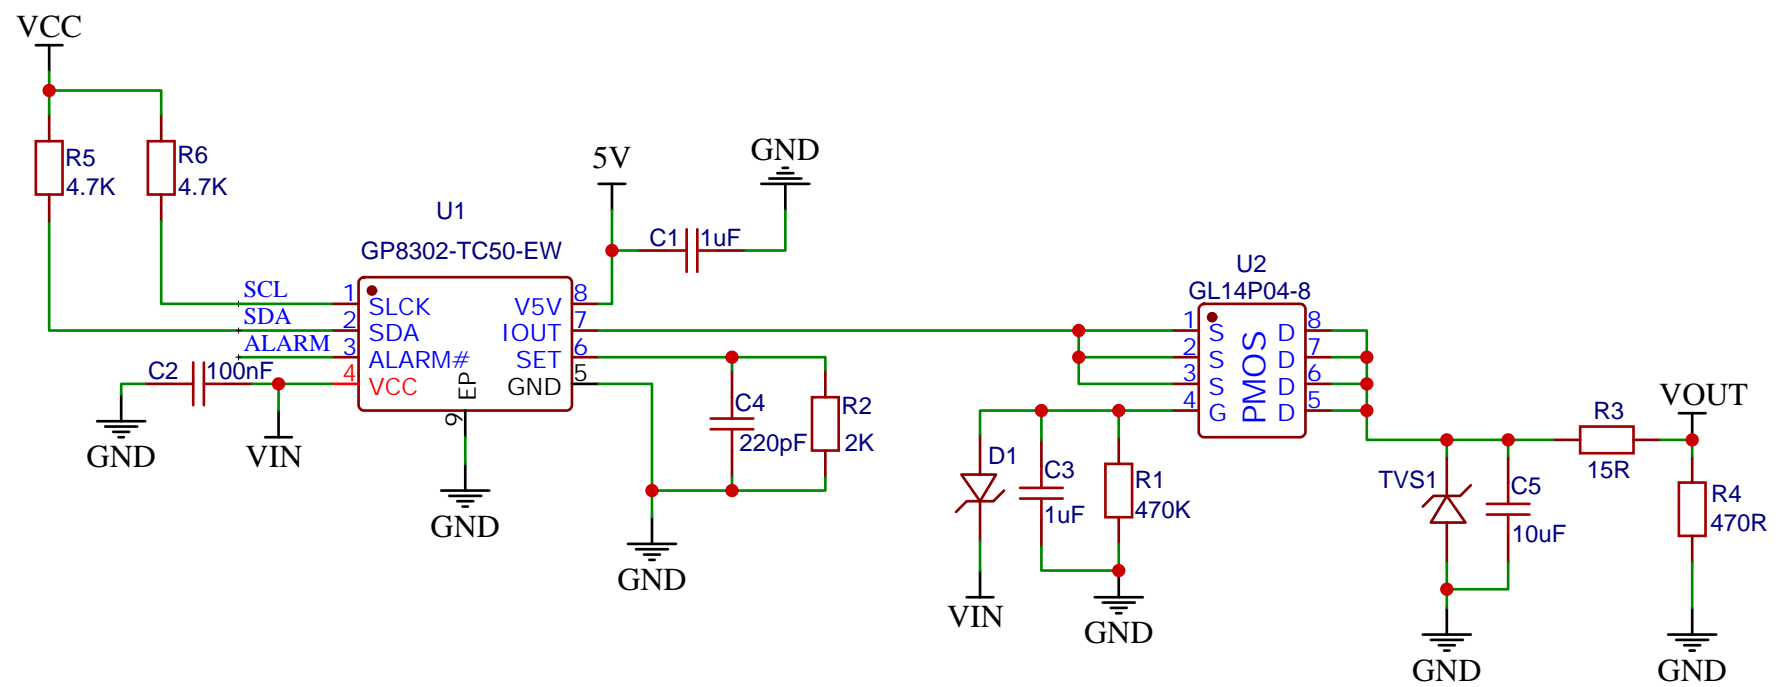 VCC
R5
4.7K
R6
4.7K
5V
GND
U1
C1
1uF
GP8302-TC50-EW
U2
GL14P04-8
SCL
SDA
ALARM
1
2
3
4
SLCK
SDA
ALARM#
VCC
EP
9
V5V
IOUT
SET
GND
8
7
6
5
C2
100nF
GND
VIN
GND
C4
220pF
R2
2K
GND
1
2
3
4
S
S
S
G
PMOS
D
D
D
D
8
7
6
5
D1
VIN
C3
1uF
R1
470K
GND
TVS1
C5
10uF
GND
R3
15R
VOUT
R4
470R
GND